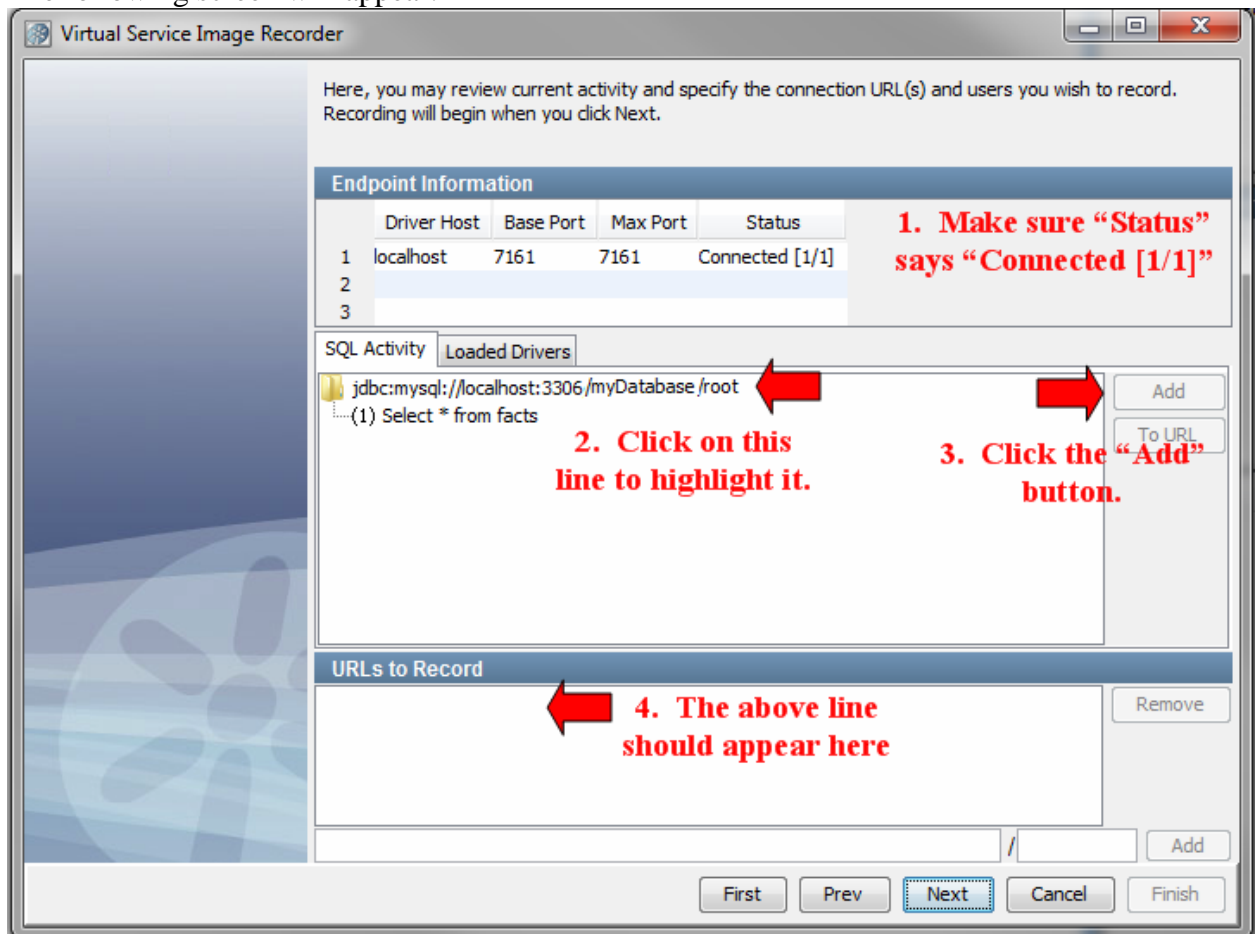 Virtual Service Image Recorder
Here, you may review current activity and specify the connection URL(s) and users you wish to record.
Recording will begin when you click Next.
Endpoint Information
Driver Host Base Port Max Port Status
1 localhost 7161 7161 Connected [1/1]
2
3
1. Make sure “Status”
says “Connected [1/1]”
SQL Activity Loaded Drivers
jdbc:mysql://localhost:3306/myDatabase/root
(1) Select * from facts
Add
To URL
2. Click on this
line to highlight it.
3. Click the “Add”
button.
URLs to Record
4. The above line
should appear here
Remove
/ Add
First Prev Next Cancel Finish